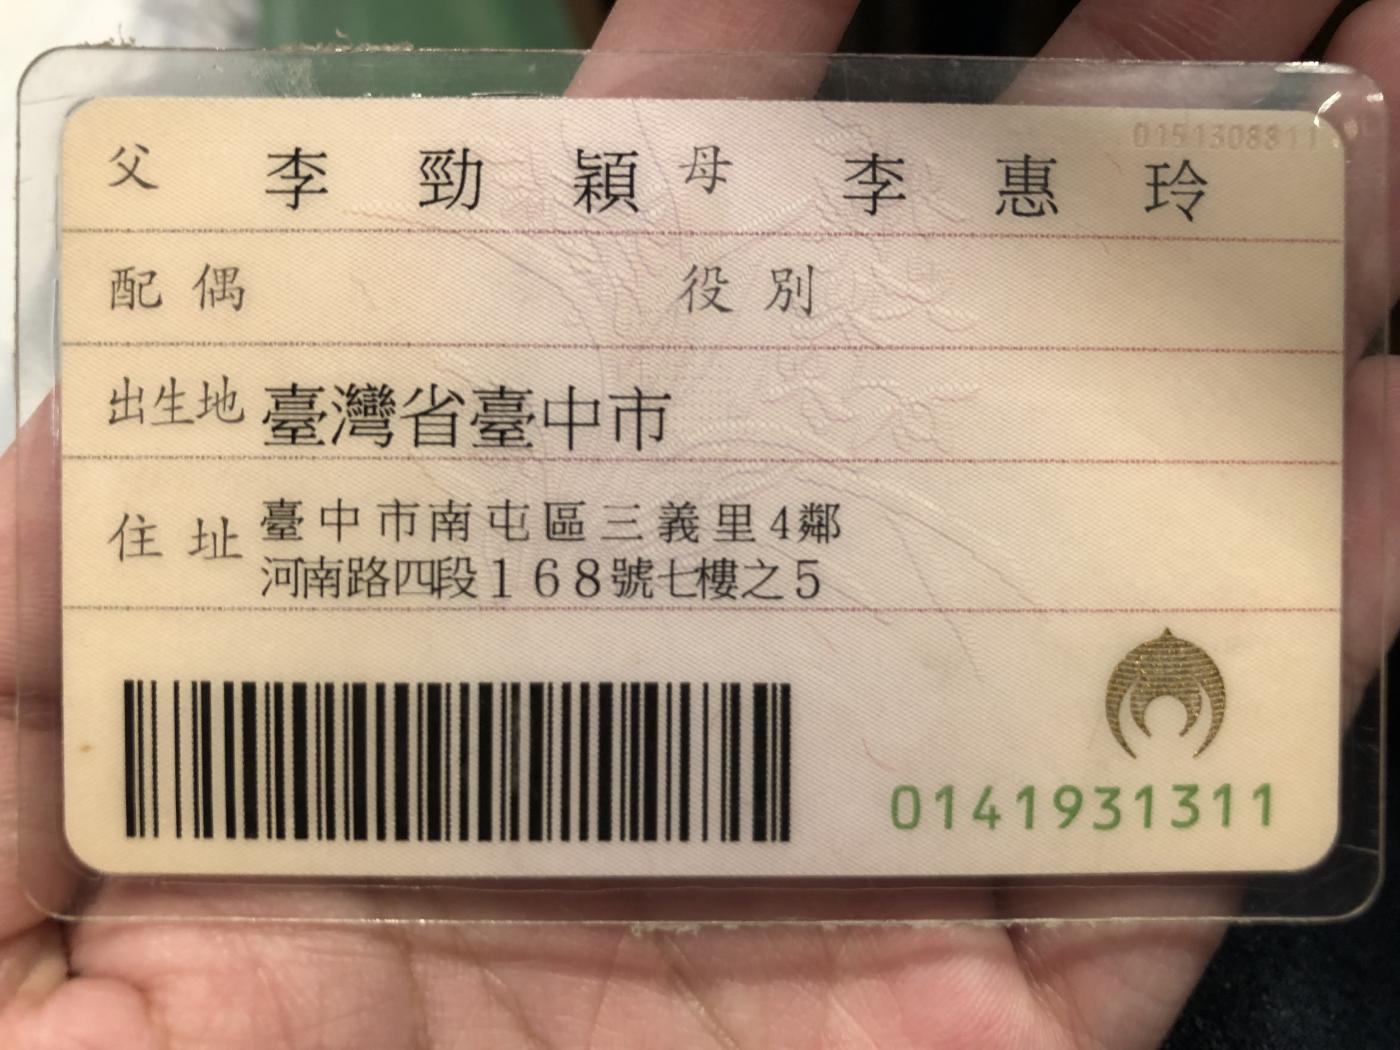 0151308811
父 李勁穎 母 李惠玲
配偶 役別
出生地 臺灣省臺中市
住址 臺中市南屯區三義里4鄰
河南路四段168號七樓之5
0141931311